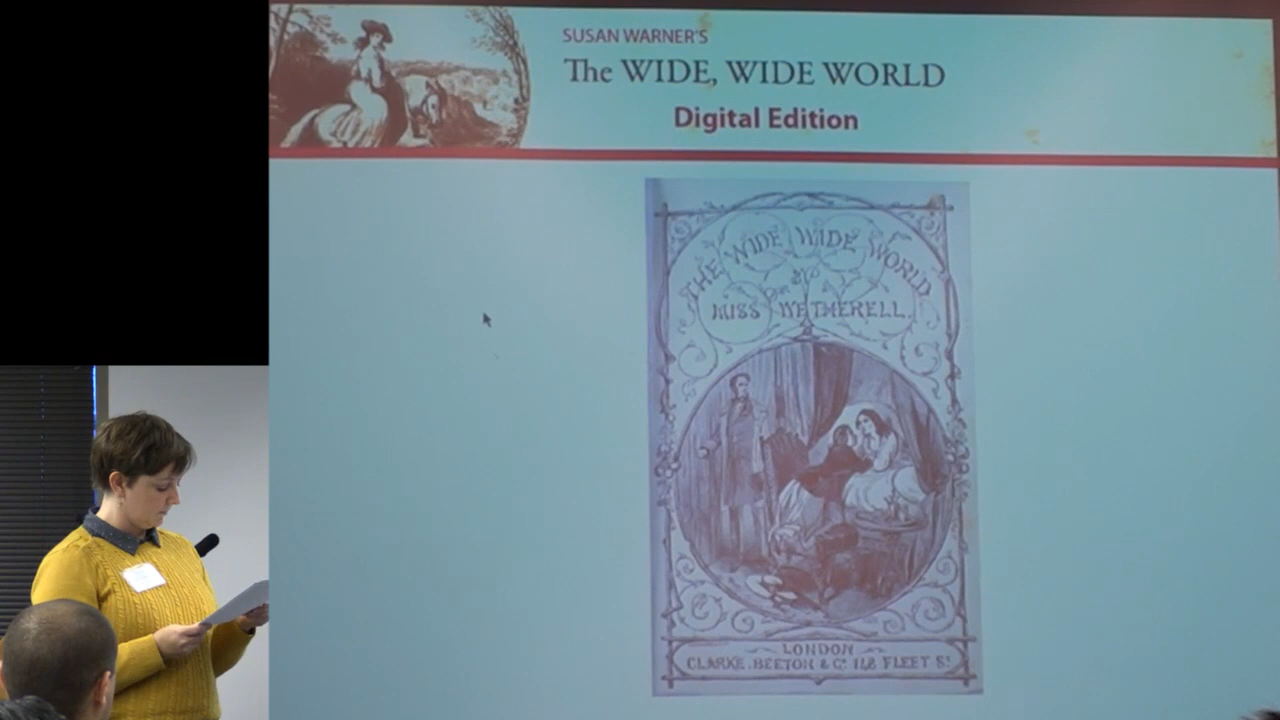 SUSAN WARNER'S
The WIDE, WIDE WORLD
Digital Edition
THE WIDE WIDE WORLD
BY
MISS WETHERELL.
LONDON
CLARKE, BEETON & Co. 148 FLEET St.